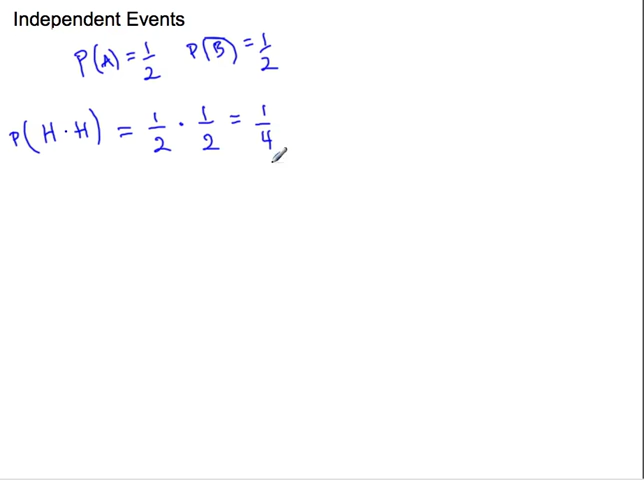 Independent Events
P(A) = 1/2 P(B) = 1/2
P(H · H) = 1/2 · 1/2 = 1/4